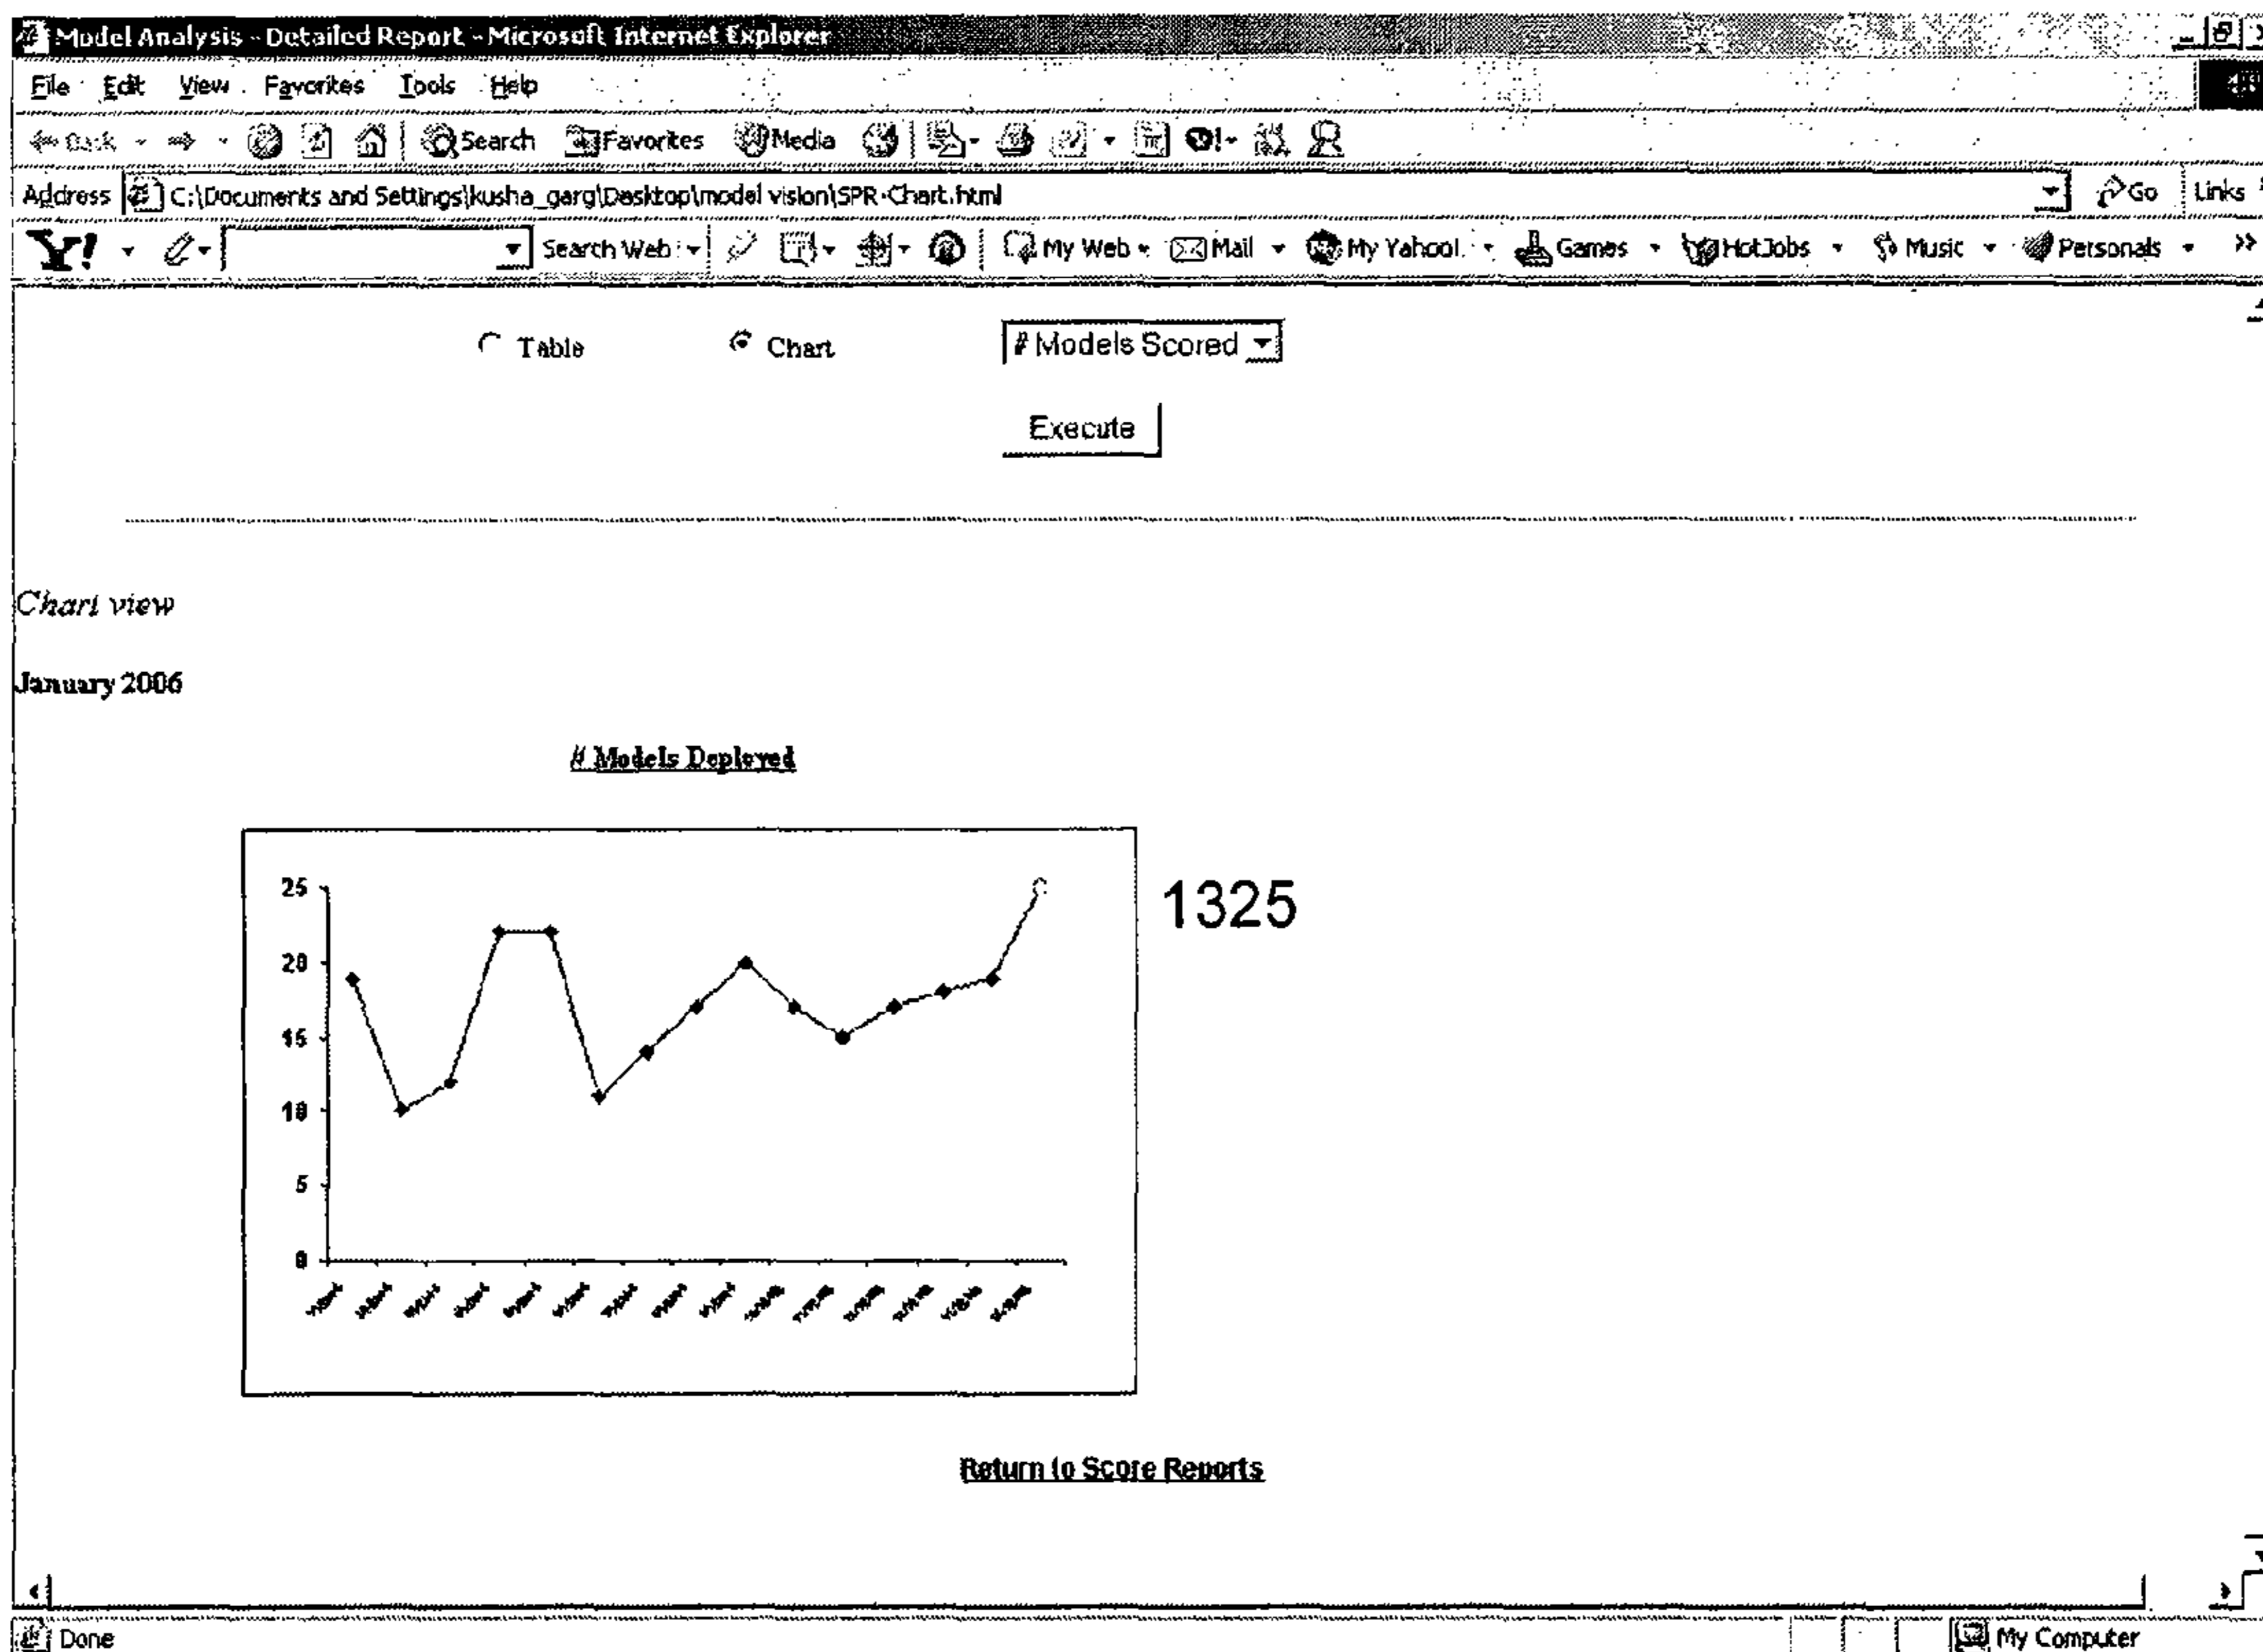 Model Analysis - Detailed Report - Microsoft Internet Explorer
File Edit View Favorites Tools Help
Back Search Favorites Media
Address C:\Documents and Settings\kusha_garg\Desktop\model vision\SPR-Chart.html Go Links
Y! Search Web My Web Mail My Yahoo! Games HotJobs Music Personals >>
Table Chart # Models Scored
Execute
Chart view
January 2006
# Models Deployed
25
1325
20
15
10
5
0
Return to Score Reports
Done My Computer